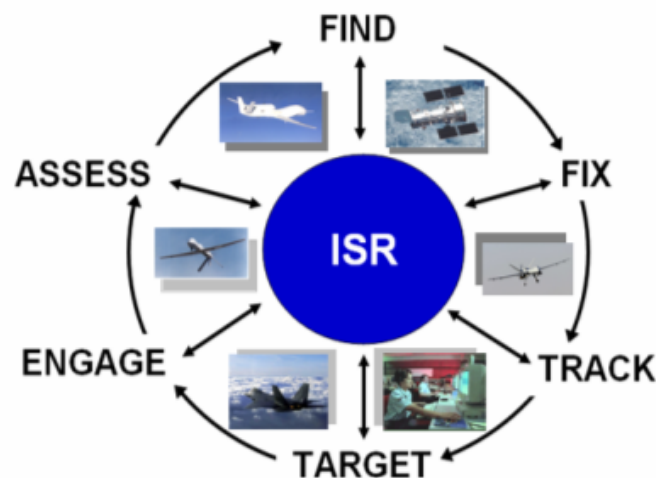 FIND
FIX
TRACK
TARGET
ENGAGE
ASSESS
ISR